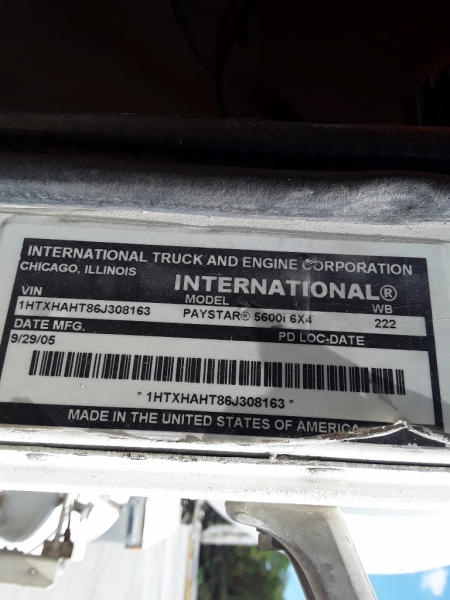 INTERNATIONAL TRUCK AND ENGINE CORPORATION
CHICAGO, ILLINOIS
INTERNATIONAL®
VIN MODEL WB
1HTXHAHT86J308163 PAYSTAR® 5600i 6X4 222
DATE MFG. PD LOC-DATE
9/29/05
* 1HTXHAHT86J308163 *
MADE IN THE UNITED STATES OF AMERICA